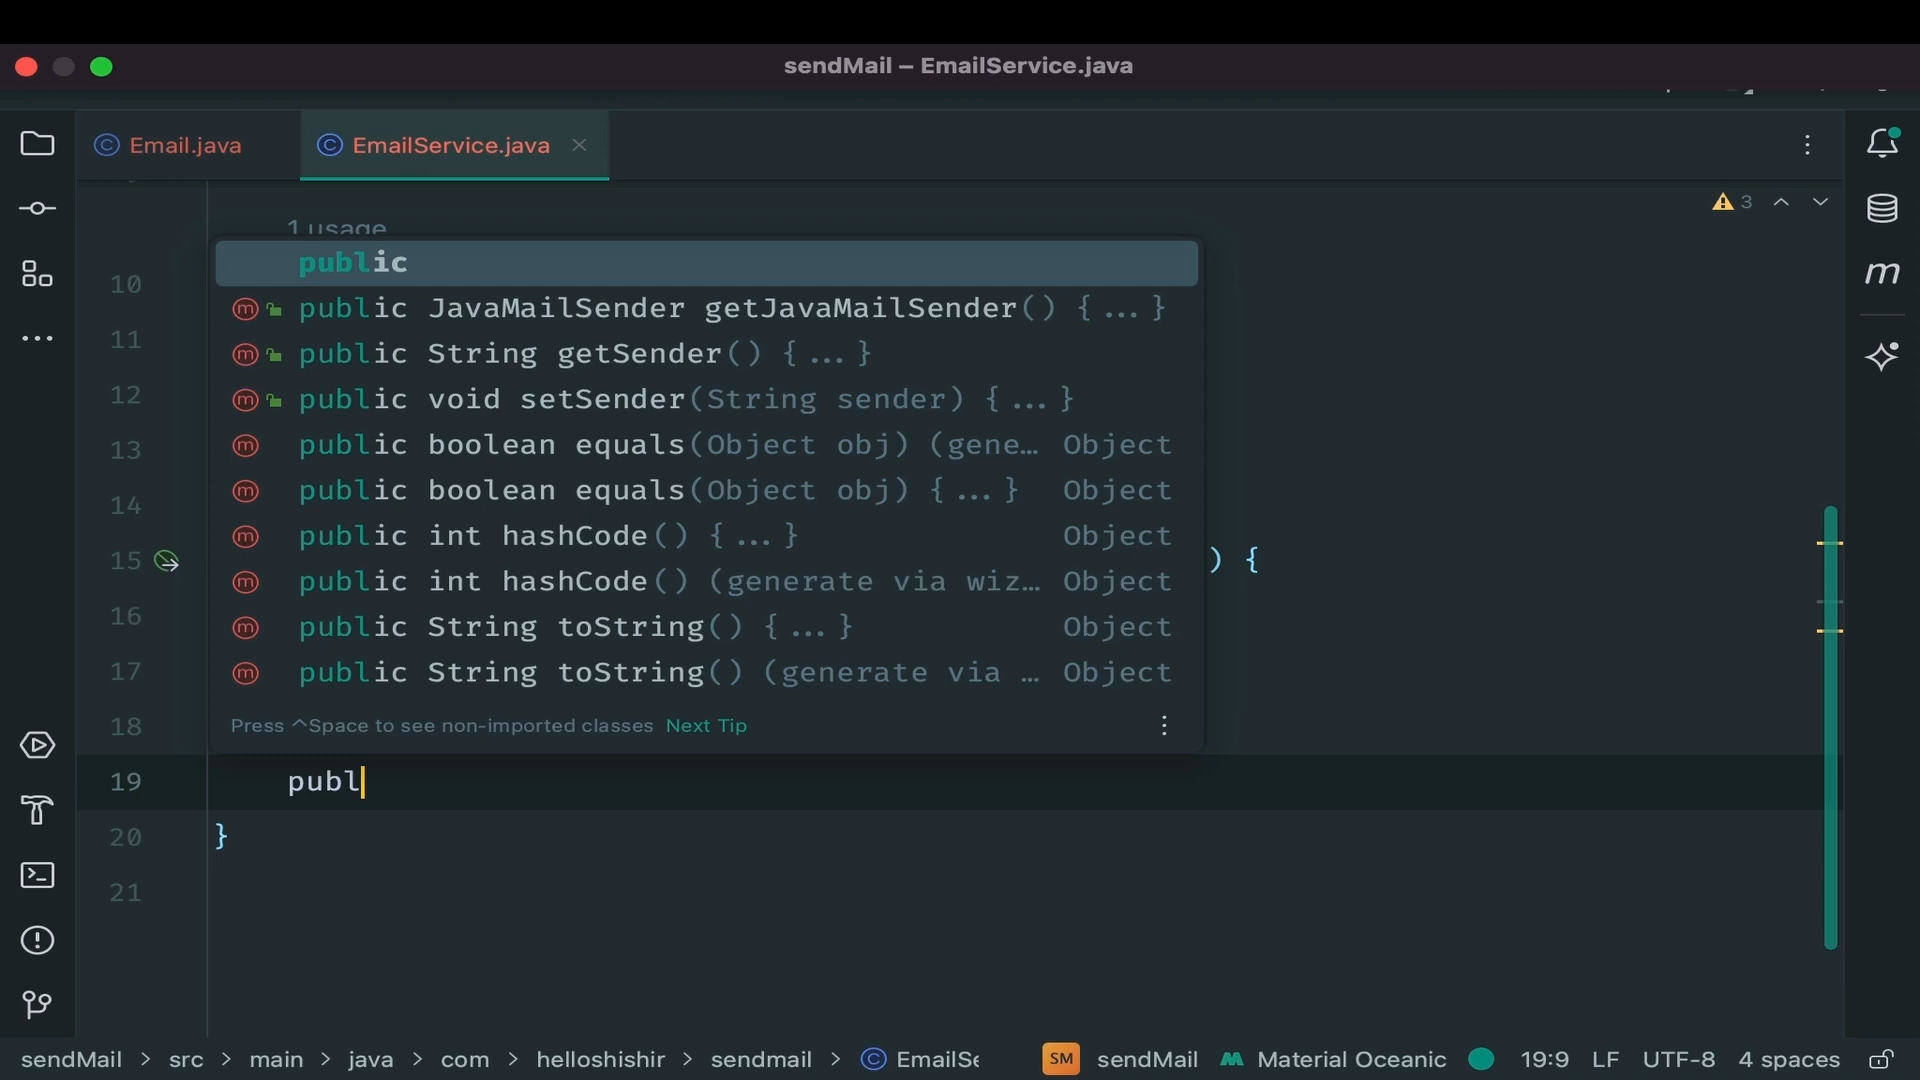 sendMail – EmailService.java
Email.java
EmailService.java
3
1 usage
public
10
public JavaMailSender getJavaMailSender() {...}
11
public String getSender() {...}
12
public void setSender(String sender) {...}
13
public boolean equals(Object obj) (gene… Object
14
public boolean equals(Object obj) {...} Object
public int hashCode() {...} Object
15
) {
public int hashCode() (generate via wiz… Object
16
public String toString() {...} Object
17
public String toString() (generate via … Object
18
Press ^Space to see non-imported classes Next Tip
19 publ
20 }
21
sendMail > src > main > java > com > helloshishir > sendmail > EmailSe
SM sendMail Material Oceanic 19:9 LF UTF-8 4 spaces